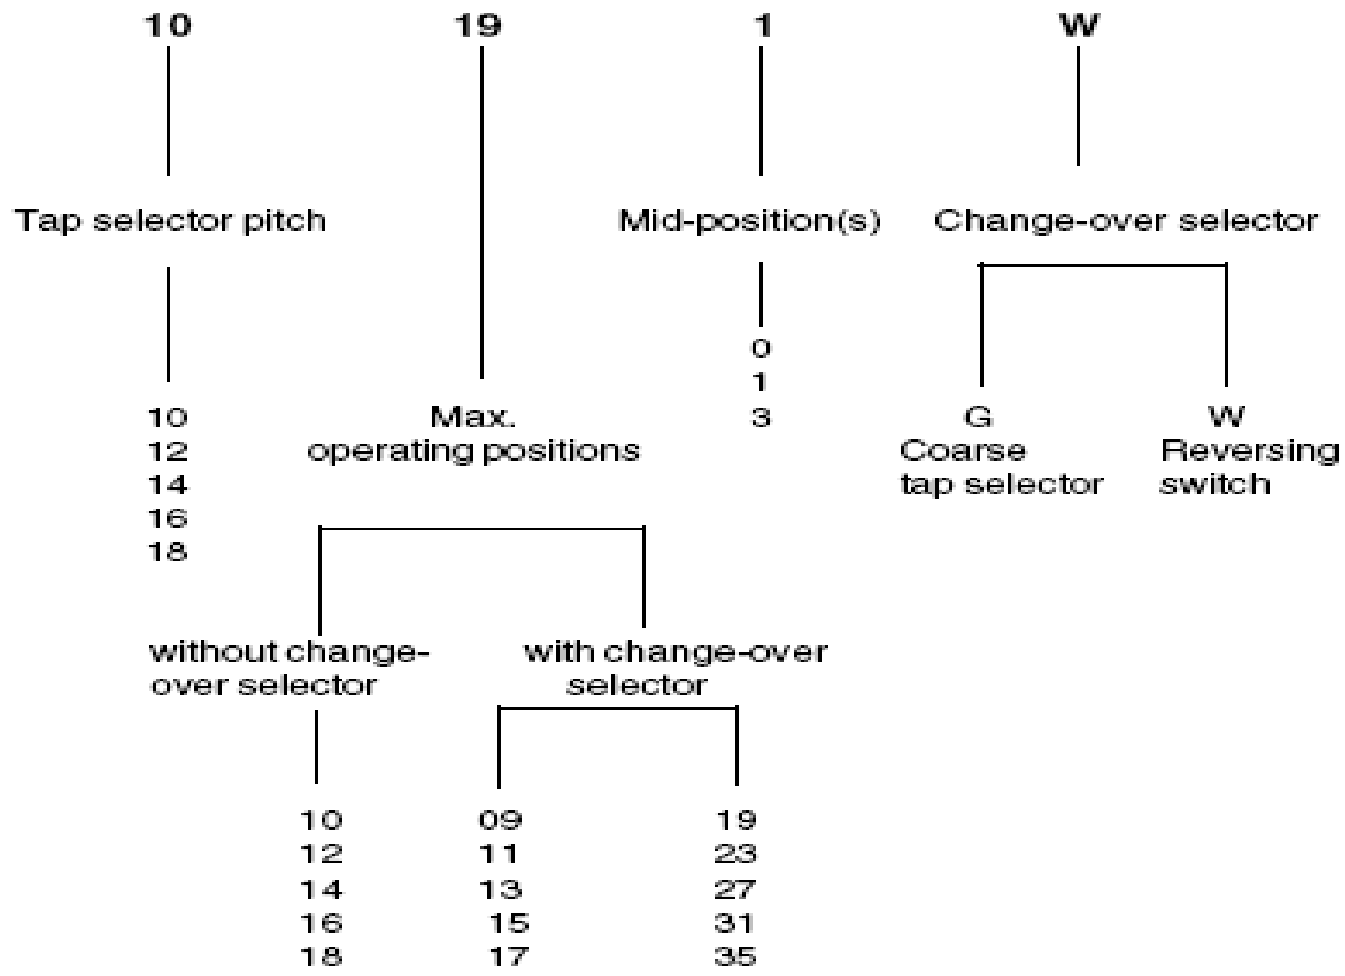 10 19 1 W
Tap selector pitch Mid-position(s) Change-over selector
0
1
10 Max. 3 G W
12 operating positions Coarse Reversing
14 tap selector switch
16
18
without change- with change-over
over selector selector
10 09 19
12 11 23
14 13 27
16 15 31
18 17 35